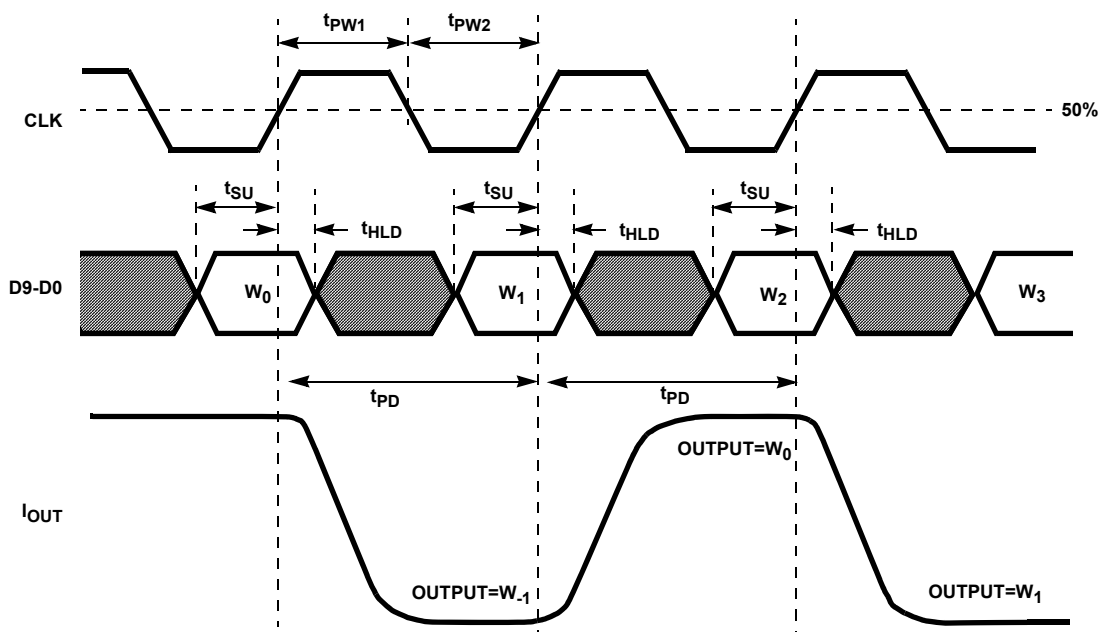 tPW1 tPW2
CLK 50%
tSU tSU tSU
tHLD tHLD tHLD
D9-D0 W0 W1 W2 W3
tPD tPD
OUTPUT=W0
IOUT
OUTPUT=W-1 OUTPUT=W1